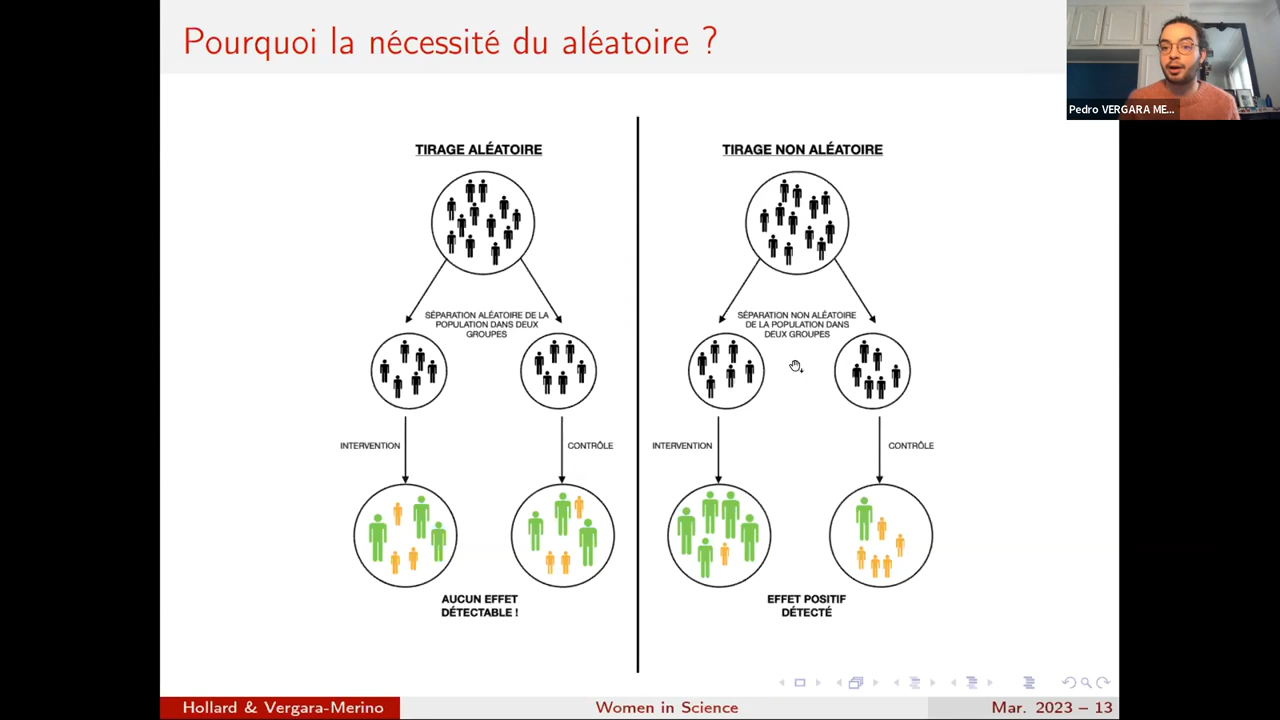 Pourquoi la nécessité du aléatoire ?
Pedro VERGARA ME...
TIRAGE ALÉATOIRE
SÉPARATION ALÉATOIRE DE LA
POPULATION DANS DEUX
GROUPES
INTERVENTION
CONTRÔLE
AUCUN EFFET
DÉTECTABLE !
TIRAGE NON ALÉATOIRE
SÉPARATION NON ALÉATOIRE
DE LA POPULATION DANS
DEUX GROUPES
INTERVENTION
CONTRÔLE
EFFET POSITIF
DÉTECTÉ
Hollard & Vergara-Merino
Women in Science
Mar. 2023 – 13